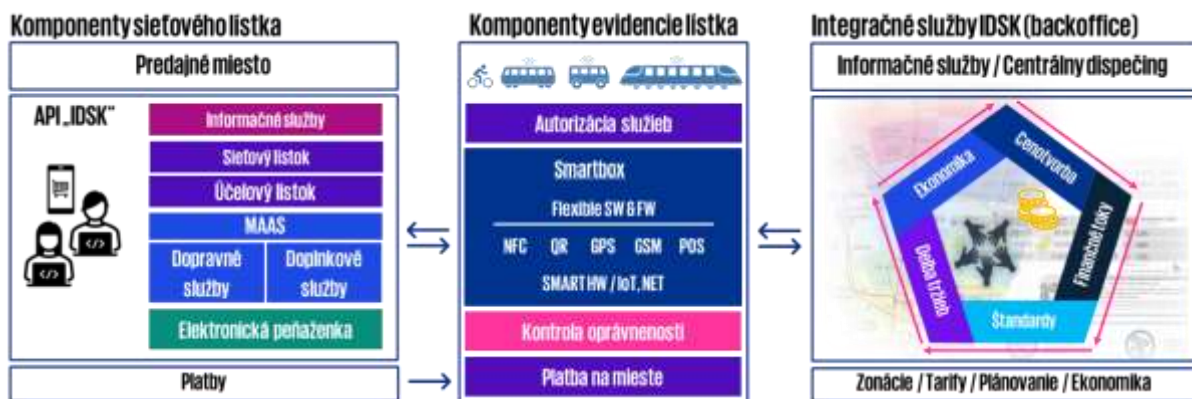 Komponenty sieťového lístka
Predajné miesto
API „IDSK“
Informačné služby
Sieťový lístok
Účelový lístok
MAAS
Dopravné
služby
Doplnkové
služby
Elektronická peňaženka
Platby
Komponenty evidencie lístka
Autorizácia služieb
Smartbox
Flexible SW & FW
NFC QR GPS GSM POS
SMART HW / IoT, NET
Kontrola oprávneností
Platba na mieste
Integračné služby IDSK (backoffice)
Informačné služby / Centrálny dispečing
Ekonomika
Cenotvorba
Finančné toky
Štandardy
Deľba tržieb
Zonácie / Tarify / Plánovanie / Ekonomika